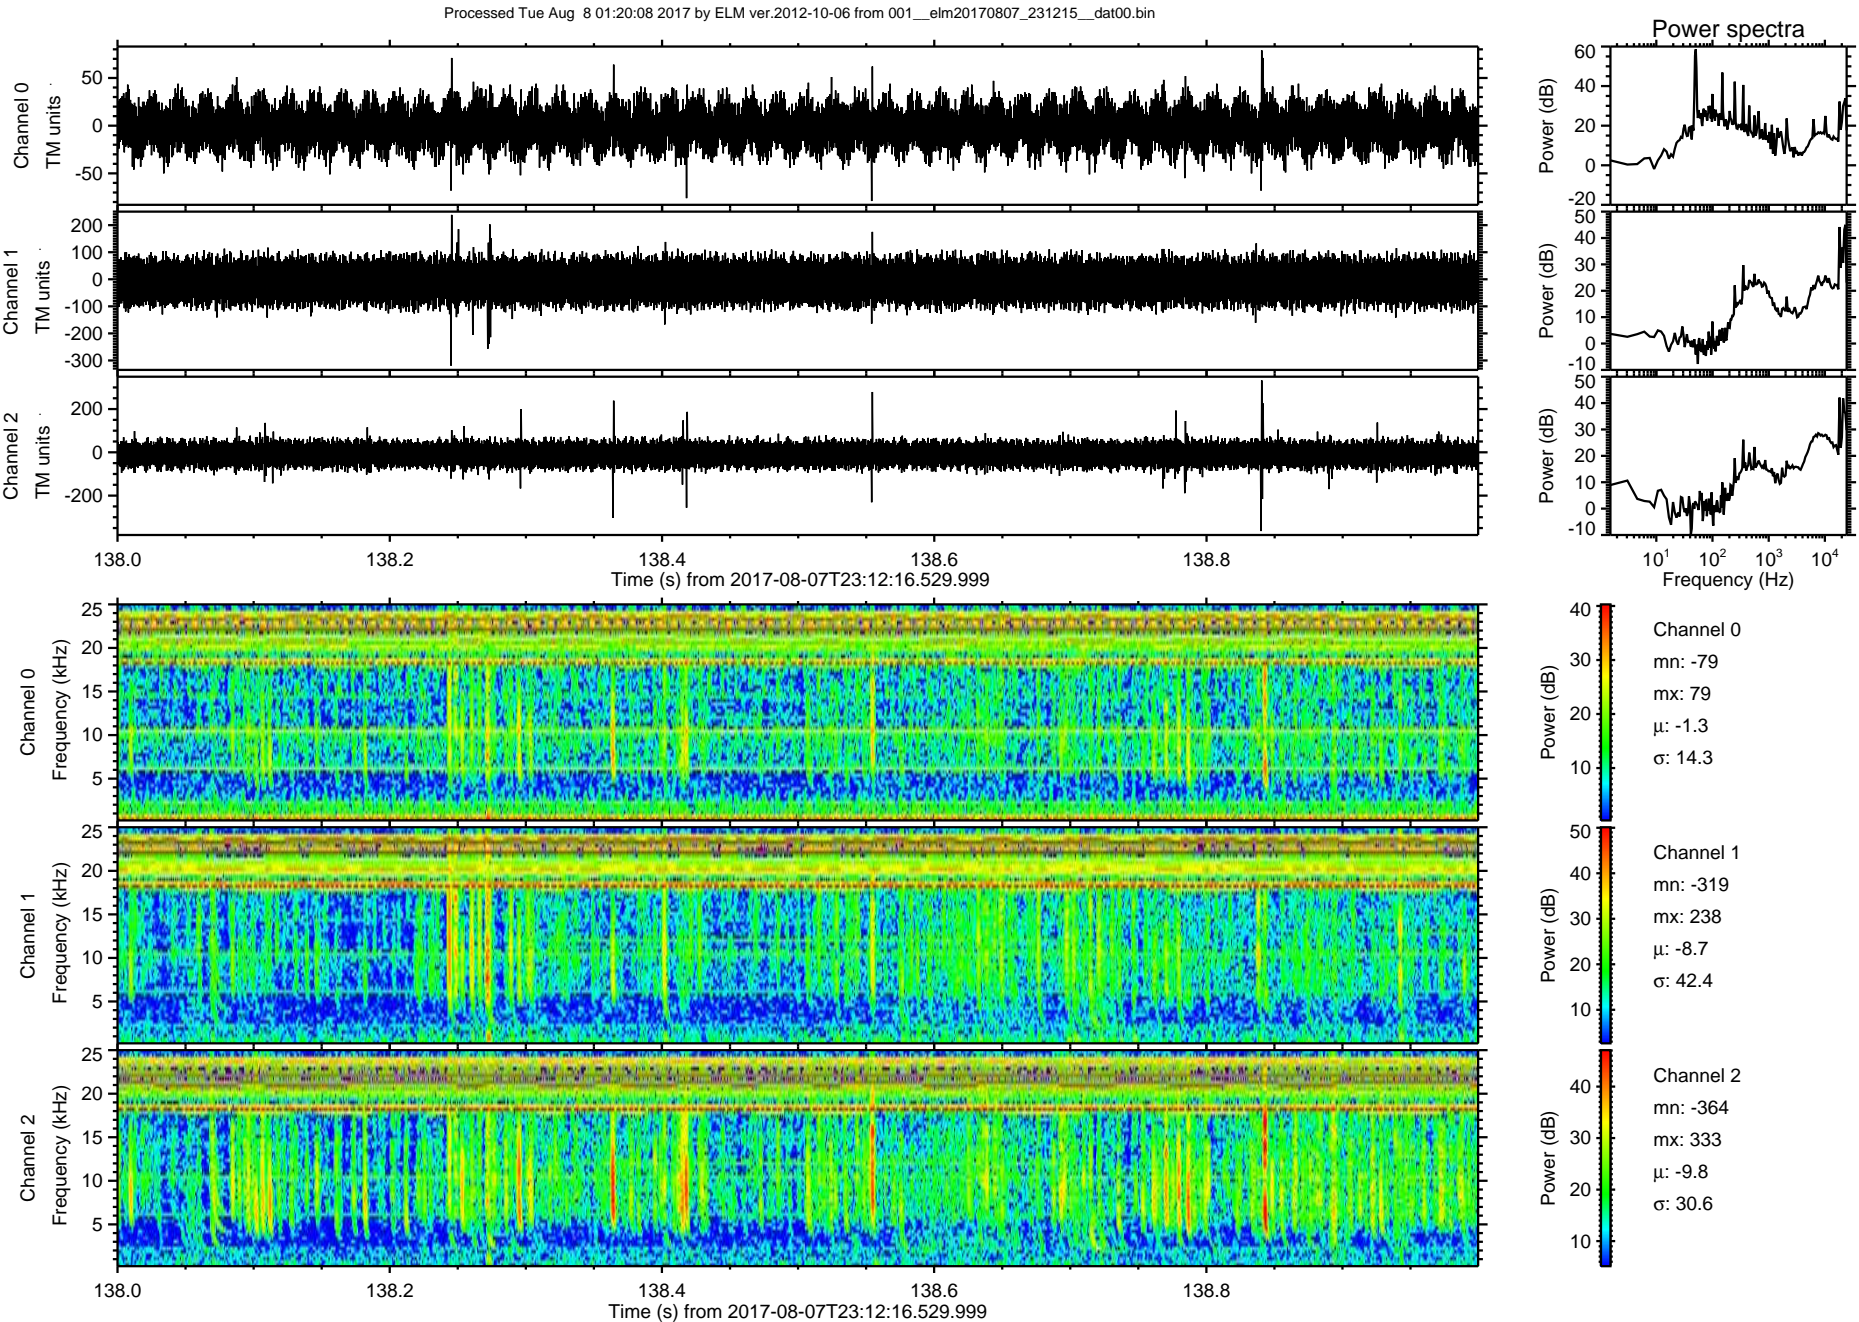 Processed Tue Aug  8 01:20:08 2017 by ELM ver.2012-10-06 from 001__elm20170807_231215__dat00.bin
Power spectra
Channel 0
TM units
50
0
-50
Power (dB)
60
40
20
0
-20
Channel 1
TM units
200
100
0
-100
-200
-300
Power (dB)
50
40
30
20
10
0
-10
Channel 2
TM units
200
0
-200
Power (dB)
50
40
30
20
10
0
-10
138.0 138.2 138.4 138.6 138.8
Time (s) from 2017-08-07T23:12:16.529.999
10^1 10^2 10^3 10^4
Frequency (Hz)
Channel 0
Frequency (kHz)
25
20
15
10
5
Power (dB)
40
30
20
10
Channel 0
mn: -79
mx: 79
μ: -1.3
σ: 14.3
Channel 1
Frequency (kHz)
25
20
15
10
5
Power (dB)
50
40
30
20
10
Channel 1
mn: -319
mx: 238
μ: -8.7
σ: 42.4
Channel 2
Frequency (kHz)
25
20
15
10
5
Power (dB)
40
30
20
10
Channel 2
mn: -364
mx: 333
μ: -9.8
σ: 30.6
138.0 138.2 138.4 138.6 138.8
Time (s) from 2017-08-07T23:12:16.529.999